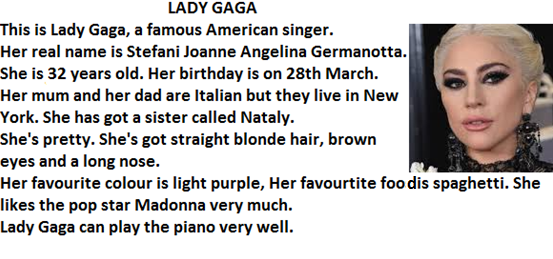 LADY GAGA
This is Lady Gaga, a famous American singer.
Her real name is Stefani Joanne Angelina Germanotta.
She is 32 years old. Her birthday is on 28th March.
Her mum and her dad are Italian but they live in New
York. She has got a sister called Nataly.
She's pretty. She's got straight blonde hair, brown
eyes and a long nose.
Her favourite colour is light purple, Her favourtite foo dis spaghetti. She
likes the pop star Madonna very much.
Lady Gaga can play the piano very well.